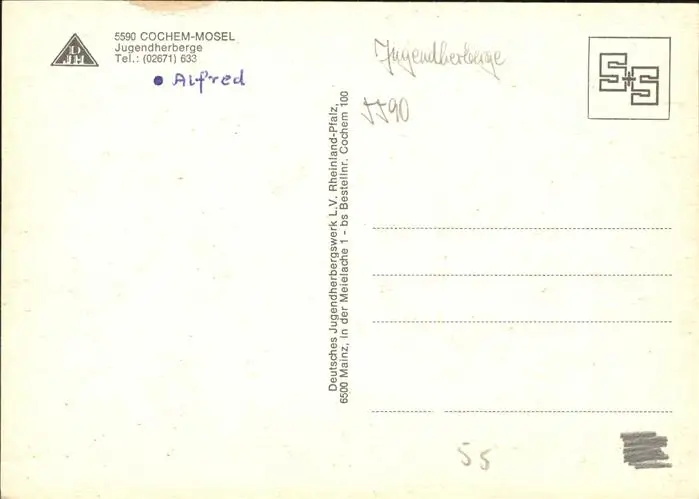 DJH
5590 COCHEM-MOSEL
Jugendherberge
Tel.: (02671) 633
• Alfred
Deutsches Jugendherbergswerk L.V. Rheinland-Pfalz,
6500 Mainz, in der Meielache 1 - bs Bestellnr. Cochem 100
Jugendherberge
5590
S+S
55